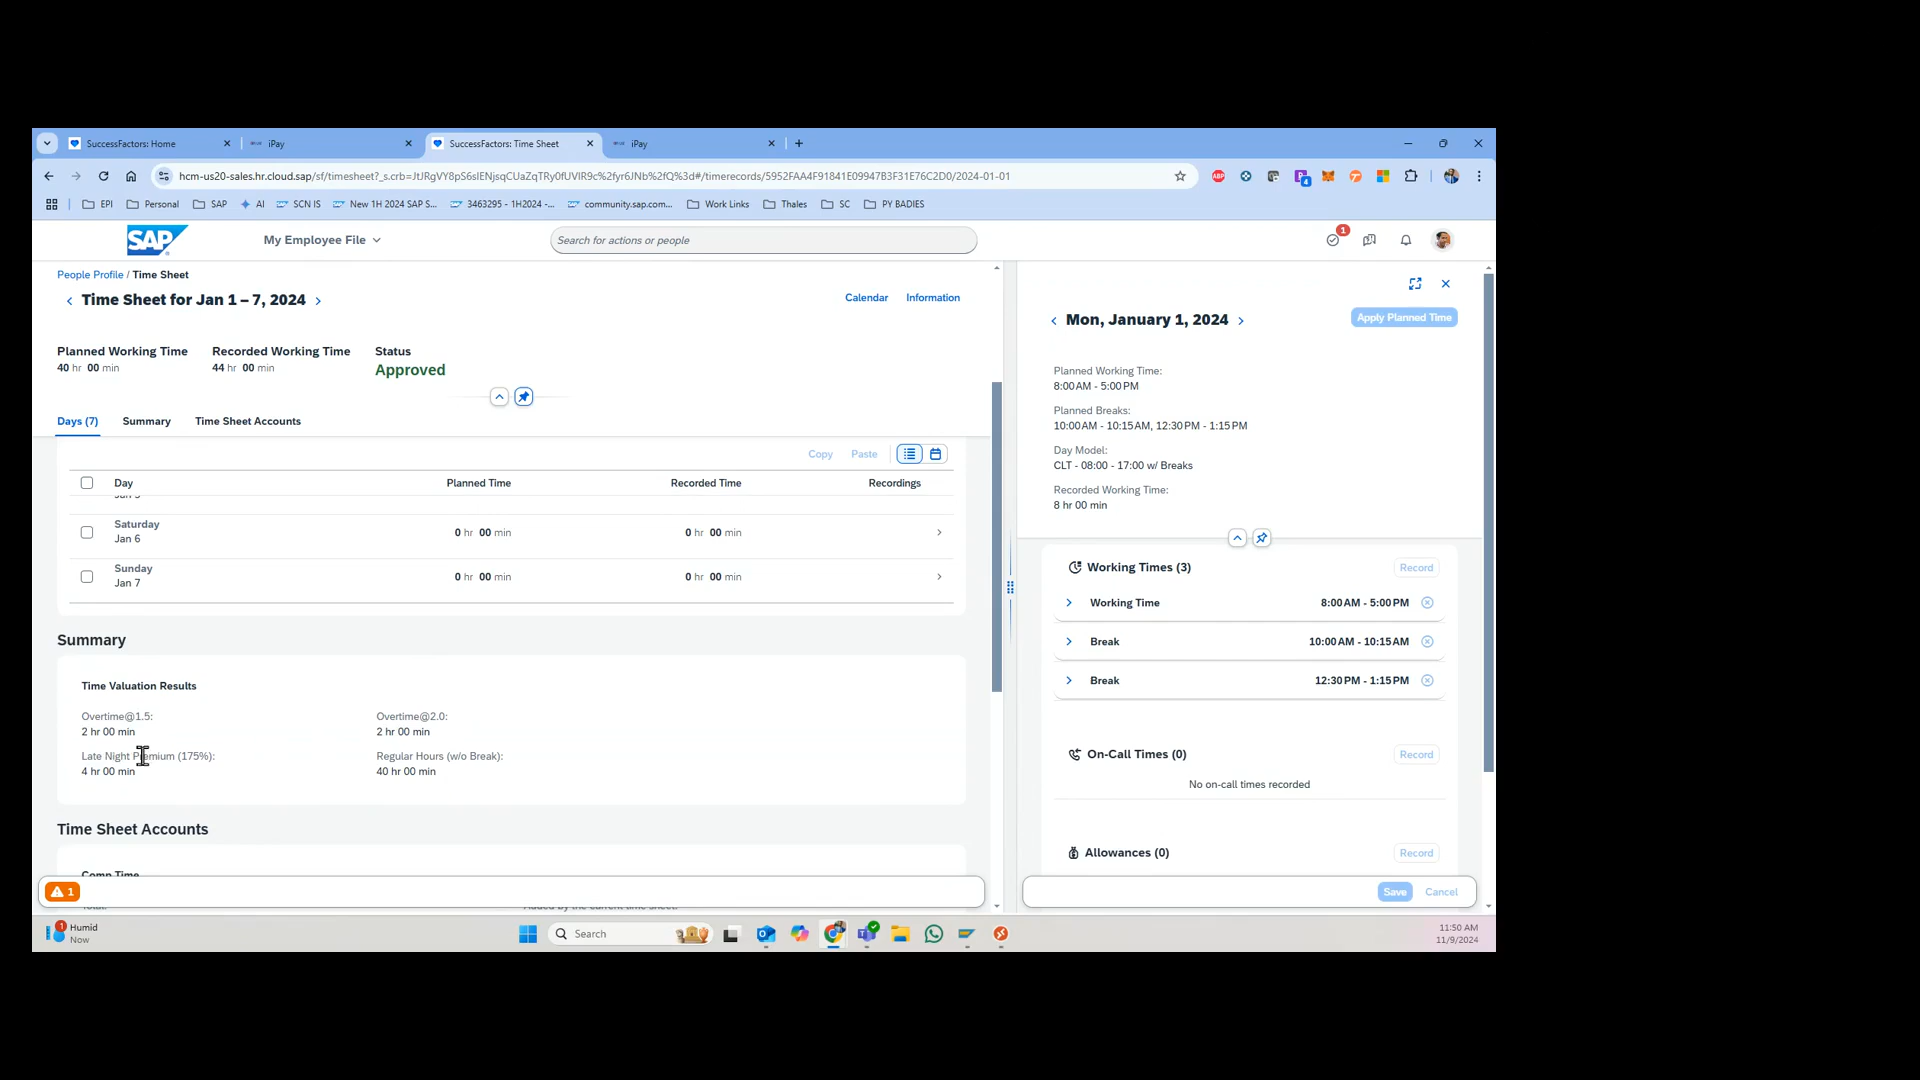 SuccessFactors: Home
iPay
SuccessFactors: Time Sheet
iPay
hcm-us20-sales.hr.cloud.sap/sf/timesheet?_s.crb=JtJRgVY8pS6sIENjsqCUaZqTRy0fUVIR9c%2fyr6JNb%2fQ%3d#/timerecords/5952FAA4F91841E09947B3F31E76C2D0/2024-01-01
EPI
Personal
SAP
AI
SCN IS
New 1H 2024 SAP S...
3463295 - 1H2024 -...
community.sap.com...
Work Links
Thales
SC
PY BADIES
SAP
My Employee File
Search for actions or people
1
People Profile / Time Sheet
Time Sheet for Jan 1 – 7, 2024
Calendar
Information
Planned Working Time
Recorded Working Time
Status
40 hr 00 min
44 hr 00 min
Approved
Days (7)
Summary
Time Sheet Accounts
Copy
Paste
Day
Planned Time
Recorded Time
Recordings
Jan 5
Saturday
Jan 6
0 hr 00 min
0 hr 00 min
Sunday
Jan 7
0 hr 00 min
0 hr 00 min
Summary
Time Valuation Results
Overtime@1.5:
Overtime@2.0:
2 hr 00 min
2 hr 00 min
Late Night Premium (175%):
Regular Hours (w/o Break):
4 hr 00 min
40 hr 00 min
Time Sheet Accounts
Comp Time
Total:
Added by the current time sheet:
1
Mon, January 1, 2024
Apply Planned Time
Planned Working Time:
8:00 AM - 5:00 PM
Planned Breaks:
10:00 AM - 10:15 AM, 12:30 PM - 1:15 PM
Day Model:
CLT - 08:00 - 17:00 w/ Breaks
Recorded Working Time:
8 hr 00 min
Working Times (3)
Record
Working Time
8:00 AM - 5:00 PM
Break
10:00 AM - 10:15 AM
Break
12:30 PM - 1:15 PM
On-Call Times (0)
Record
No on-call times recorded
Allowances (0)
Record
Save
Cancel
1
Humid
Now
Search
11:50 AM
11/9/2024